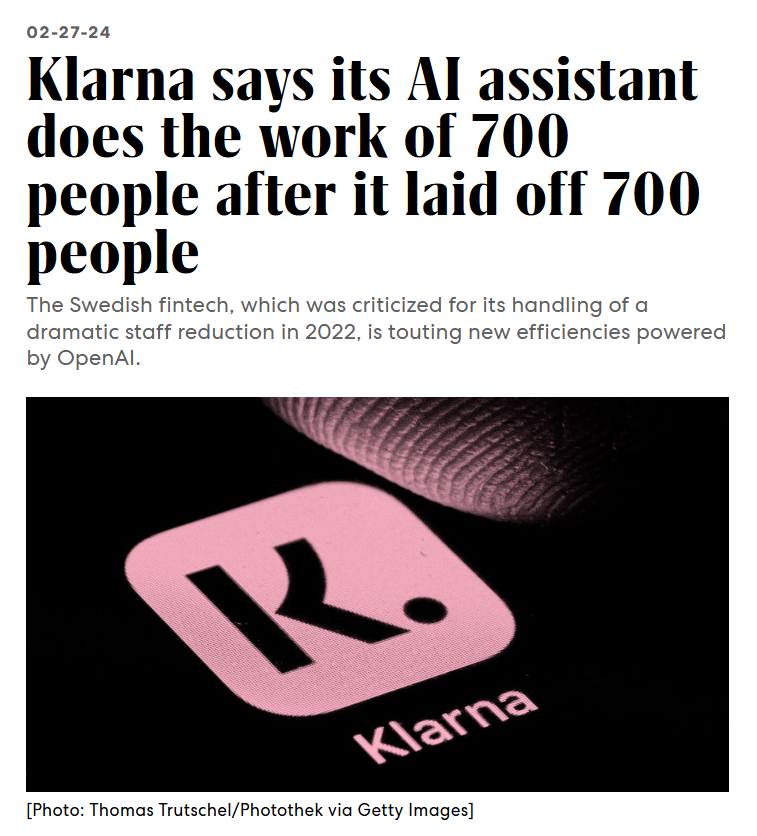 02-27-24
Klarna says its AI assistant
does the work of 700
people after it laid off 700
people
The Swedish fintech, which was criticized for its handling of a
dramatic staff reduction in 2022, is touting new efficiencies powered
by OpenAI.
K.
Klarna
[Photo: Thomas Trutschel/Photothek via Getty Images]